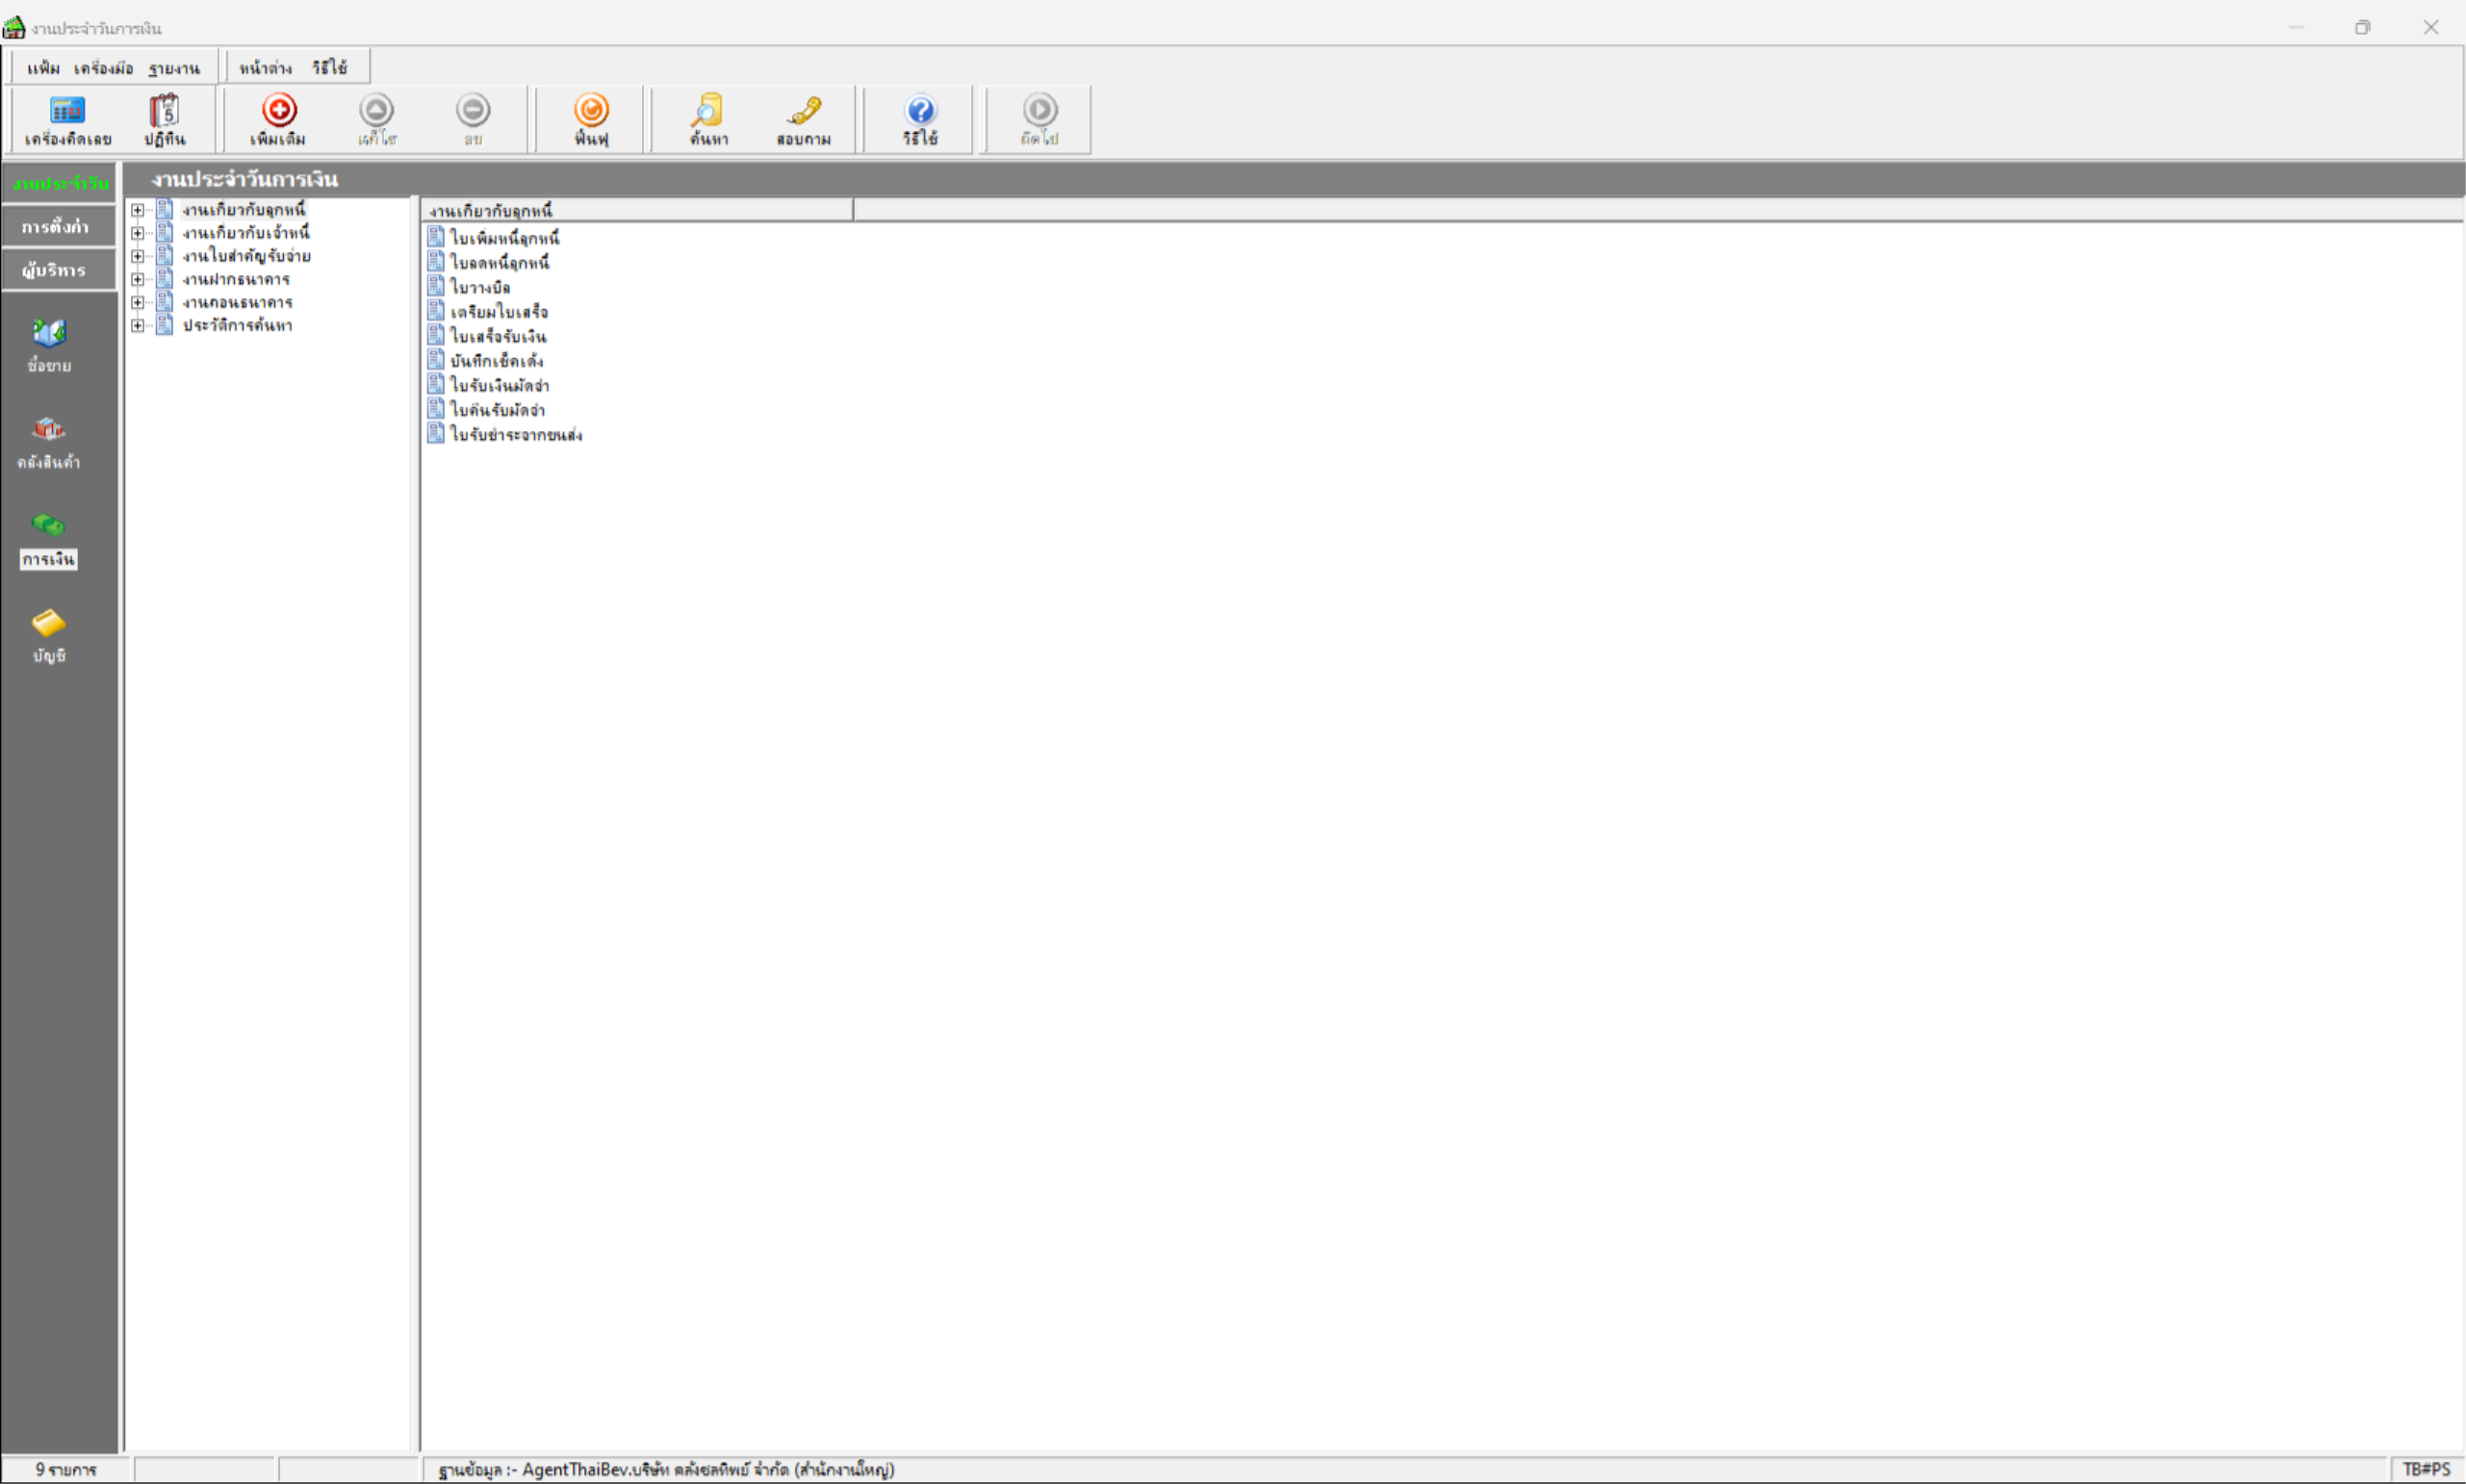 งานประจำวันการเงิน
แฟ้ม เครื่องมือ รายงาน หน้าต่าง วิธีใช้
5
เครื่องคิดเลข ปฏิทิน เพิ่มเติม แก้ไข ลบ ฟื้นฟู ค้นหา สอบถาม วิธีใช้ ถัดไป
งานประจำวัน
การตั้งค่า
ผู้บริหาร
ซื้อขาย
คลังสินค้า
การเงิน
บัญชี
งานประจำวันการเงิน
งานเกี่ยวกับลูกหนี้
งานเกี่ยวกับเจ้าหนี้
งานใบสำคัญรับจ่าย
งานฝากธนาคาร
งานถอนธนาคาร
ประวัติการค้นหา
งานเกี่ยวกับลูกหนี้
ใบเพิ่มหนี้ลูกหนี้
ใบลดหนี้ลูกหนี้
ใบวางบิล
เตรียมใบเสร็จ
ใบเสร็จรับเงิน
บันทึกเช็คเด้ง
ใบรับเงินมัดจำ
ใบคืนรับมัดจำ
ใบรับชำระจากขนส่ง
9 รายการ
ฐานข้อมูล :- AgentThaiBev.บริษัท คลังชลทิพย์ จำกัด (สำนักงานใหญ่)
TB#PS